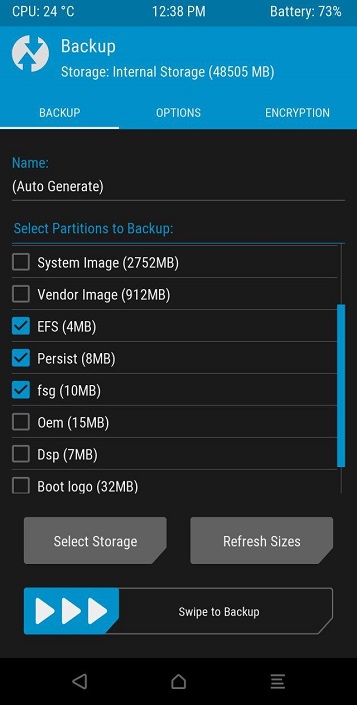 CPU: 24 °C 12:38 PM Battery: 73%
Backup
Storage: Internal Storage (48505 MB)
BACKUP OPTIONS ENCRYPTION
Name:
(Auto Generate)
Select Partitions to Backup:
System Image (2752MB)
Vendor Image (912MB)
EFS (4MB)
Persist (8MB)
fsg (10MB)
Oem (15MB)
Dsp (7MB)
Boot logo (32MB)
Select Storage Refresh Sizes
Swipe to Backup